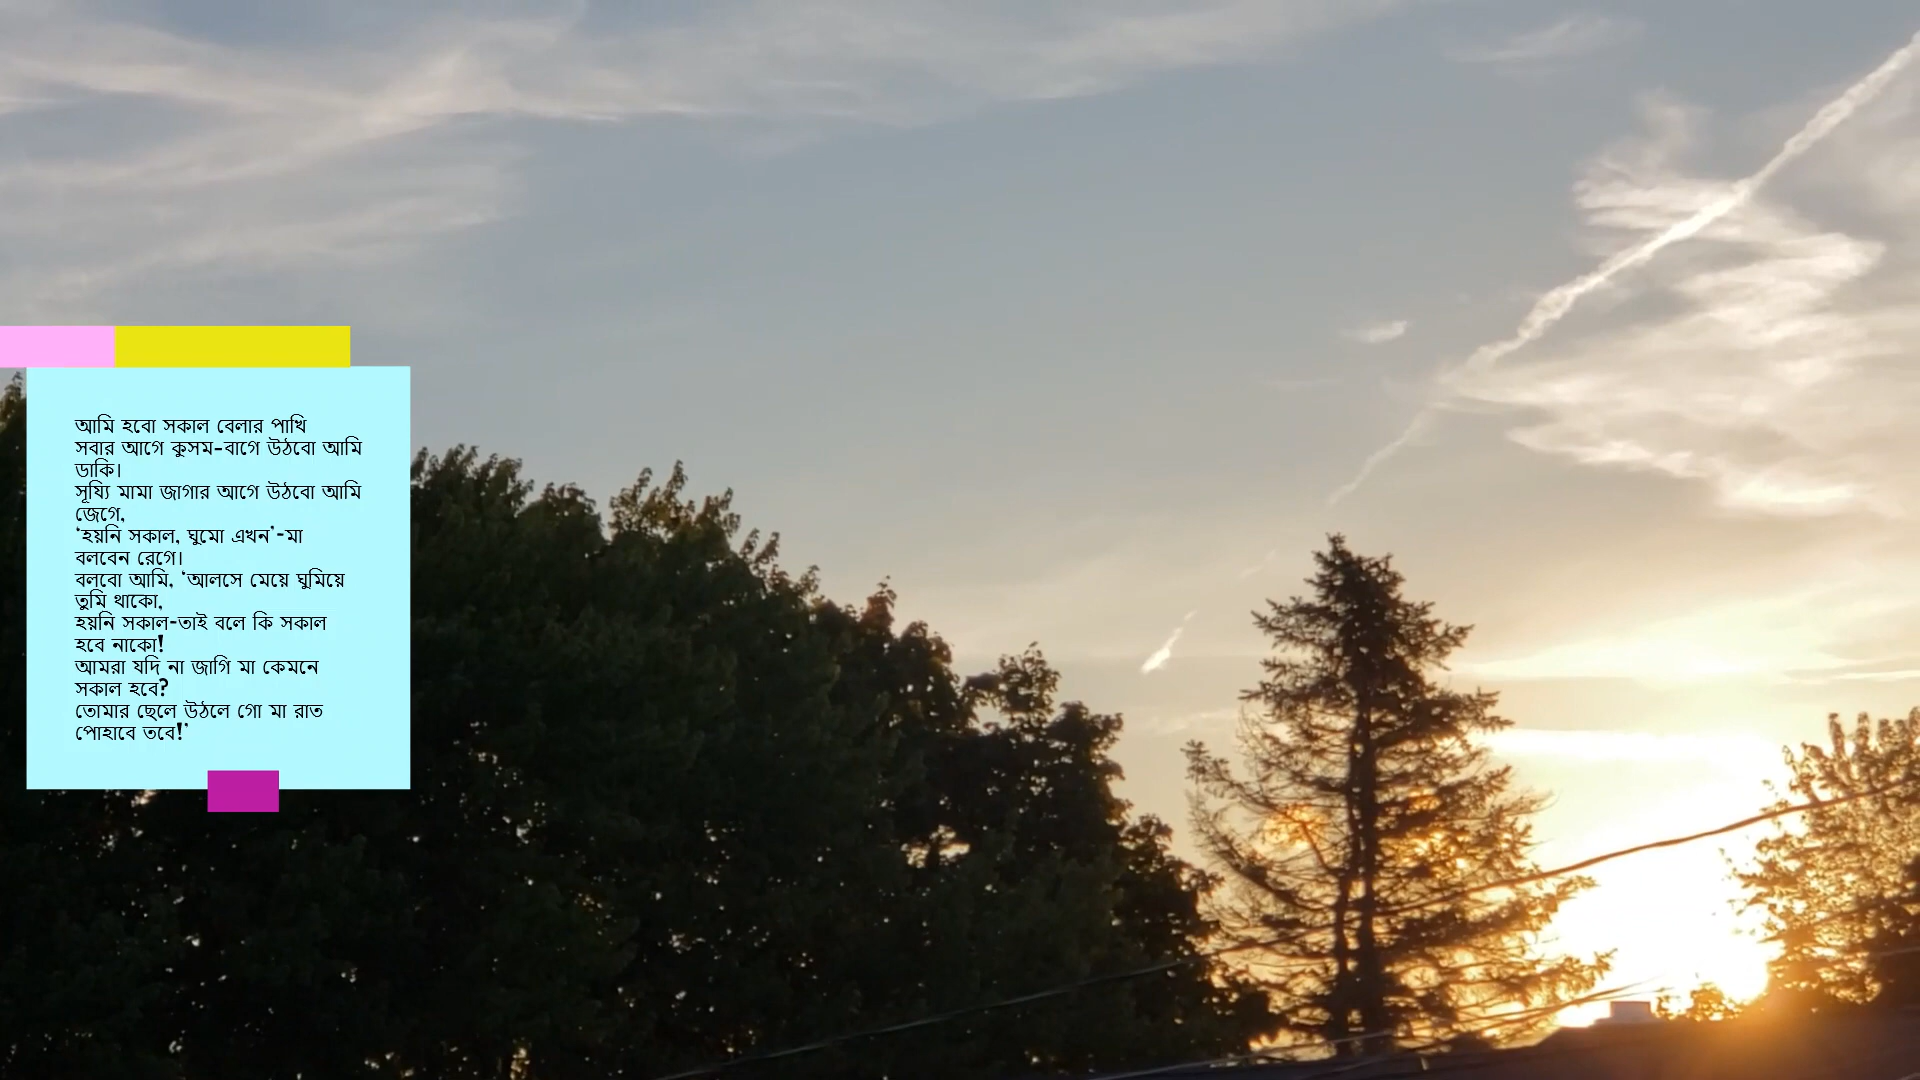 আমি হবো সকাল বেলার পাখি
সবার আগে কুসম-বাগে উঠবো আমি
ডাকি।
সূয্যি মামা জাগার আগে উঠবো আমি
জেগে,
‘হয়নি সকাল, ঘুমো এখন’-মা
বলবেন রেগে।
বলবো আমি, ‘আলসে মেয়ে ঘুমিয়ে
তুমি থাকো,
হয়নি সকাল-তাই বলে কি সকাল
হবে নাকো!
আমরা যদি না জাগি মা কেমনে
সকাল হবে?
তোমার ছেলে উঠলে গো মা রাত
পোহাবে তবে!’